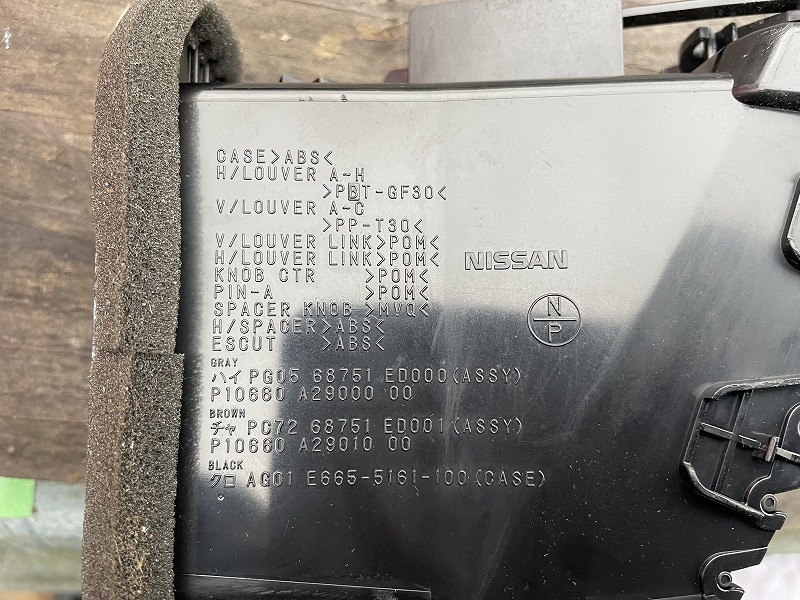 CASE>ABS<
H/LOUVER A~H
>PBT-GF30<
V/LOUVER A~C
>PP-T30<
V/LOUVER LINK>POM<
H/LOUVER LINK>POM<
KNOB CTR >POM<
PIN-A >POM<
SPACER KNOB >MVQ<
H/SPACER>ABS<
ESCUT >ABS<
NISSAN
N
P
GRAY
ハイ PG05 68751 ED000(ASSY)
P10660 A29000 00
BROWN
チャ PC72 68751 ED001(ASSY)
P10660 A29010 00
BLACK
クロ AG01 E665-5161-100(CASE)